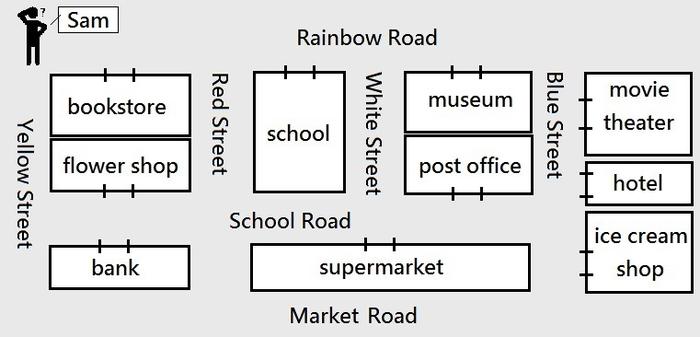 ?
Sam
Rainbow Road
bookstore
flower shop
bank
Yellow Street
Red Street
school
White Street
museum
post office
Blue Street
movie
theater
hotel
ice cream
shop
School Road
supermarket
Market Road